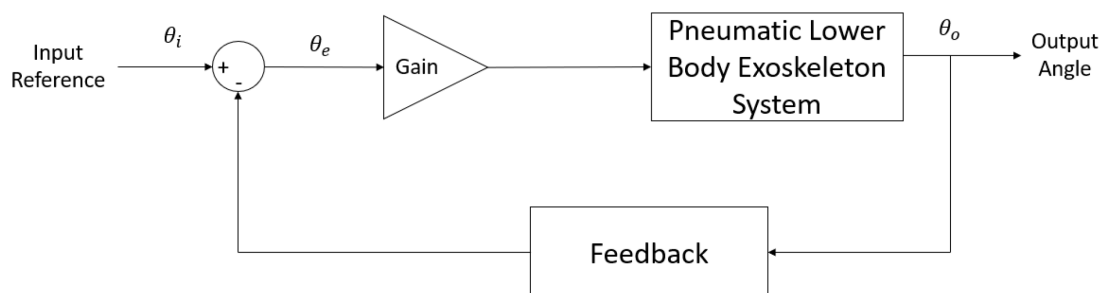 Input
Reference
θi
+
-
θe
Gain
Pneumatic Lower
Body Exoskeleton
System
θo
Output
Angle
Feedback